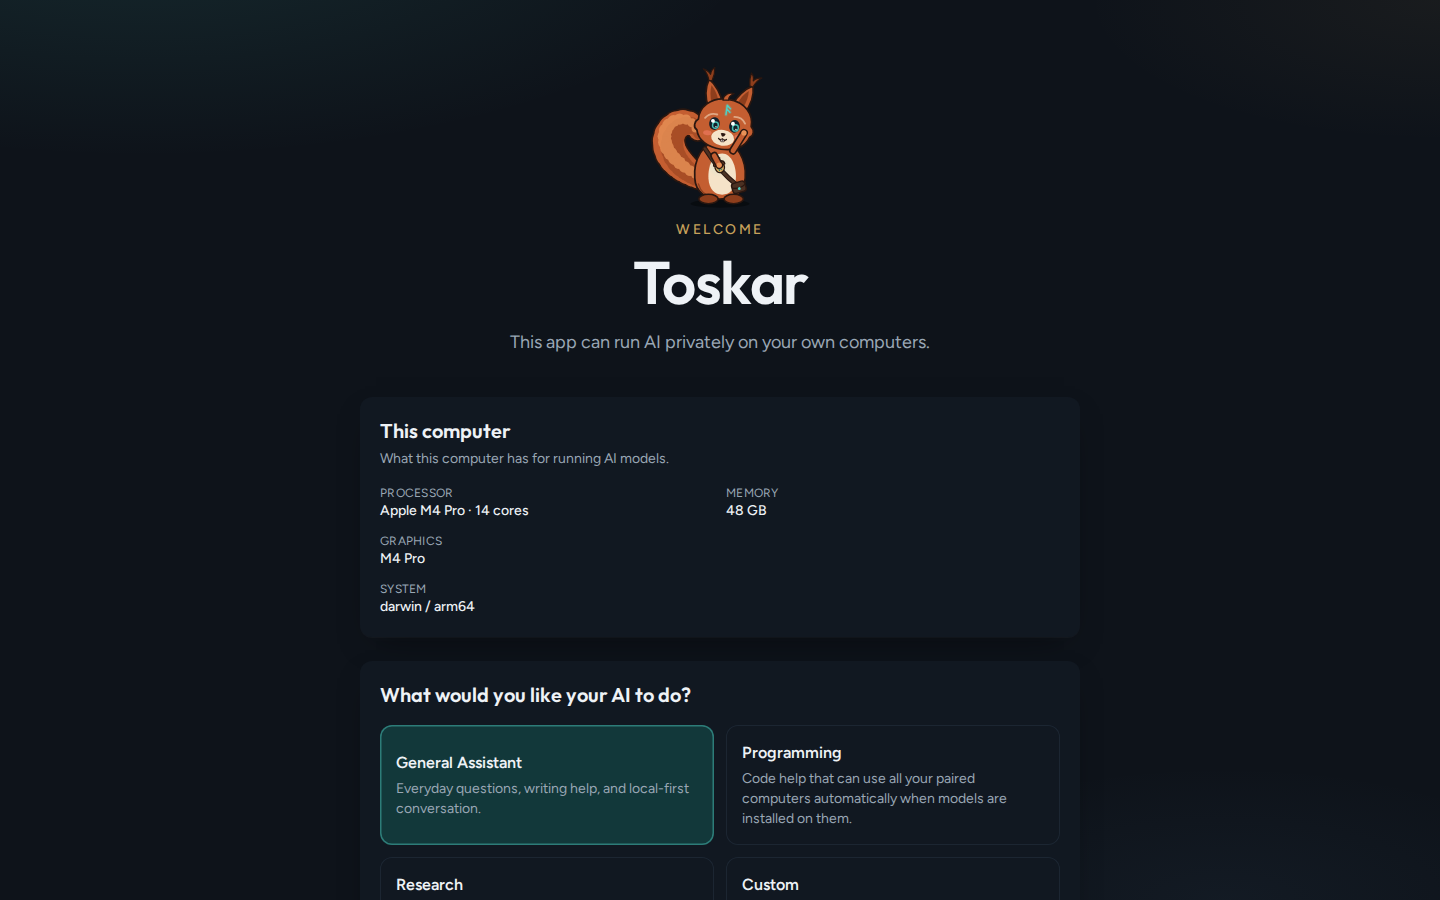 WELCOME
Toskar
This app can run AI privately on your own computers.
This computer
What this computer has for running AI models.
PROCESSOR
Apple M4 Pro · 14 cores
MEMORY
48 GB
GRAPHICS
M4 Pro
SYSTEM
darwin / arm64
What would you like your AI to do?
General Assistant
Everyday questions, writing help, and local-first
conversation.
Programming
Code help that can use all your paired
computers automatically when models are
installed on them.
Research
Custom